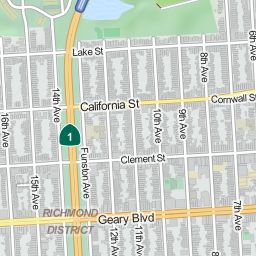 Lake St
6th Ave
8th Ave
Cornwall St
California St
16th Ave
14th Ave
10th Ave
9th Ave
1
Clement St
Funston Ave
15th Ave
RICHMOND
DISTRICT
Geary Blvd
7th Ave
12th Ave
11th Ave